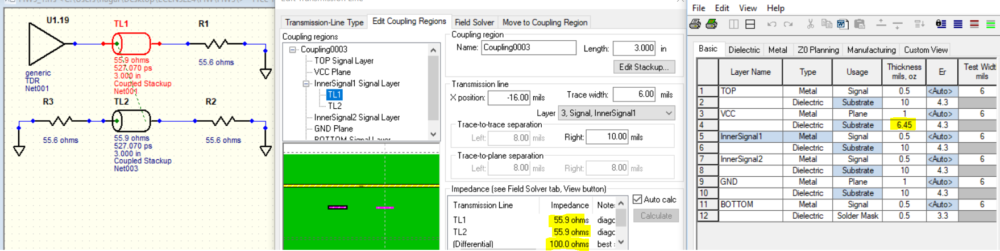 U1.19
TL1
R1
55.9 ohms
527.070 ps
3.000 in
Coupled Stackup
Net001
55.6 ohms
generic
TDR
Net001
R3
TL2
R2
55.6 ohms
55.9 ohms
527.070 ps
3.000 in
Coupled Stackup
Net003
55.6 ohms
Edit Transmission Line
Transmission-Line Type
Edit Coupling Regions
Field Solver
Move to Coupling Region
Coupling regions
Coupling0003
TOP Signal Layer
VCC Plane
InnerSignal1 Signal Layer
TL1
TL2
InnerSignal2 Signal Layer
GND Plane
BOTTOM Signal Layer
Coupling region
Name: Coupling0003 Length: 3.000 in
Edit Stackup...
Transmission line
X position: -16.00 mils Trace width: 6.00 mils
Layer 3, Signal, InnerSignal1
Trace-to-trace separation
Left: 8.00 mils Right: 10.00 mils
Trace-to-plane separation
Left: 8.00 mils Right: 8.00 mils
Impedance (see Field Solver tab, View button)
Transmission Line Impedance Note:
TL1 55.9 ohms diagc
TL2 55.9 ohms diagc
(Differential) 100.0 ohms best :
Auto calc
Calculate
File Edit View Help
Basic Dielectric Metal Z0 Planning Manufacturing Custom View
Layer Name Type Usage Thickness mils, oz Er Test Widt mils
1 TOP Metal Signal 0.5 <Auto> 6
2 Dielectric Substrate 10 4.3
3 VCC Metal Plane 1 <Auto> 6
4 Dielectric Substrate 6.45 4.3
5 InnerSignal1 Metal Signal 0.5 <Auto> 6
6 Dielectric Substrate 10 4.3
7 InnerSignal2 Metal Signal 0.5 <Auto> 6
8 Dielectric Substrate 10 4.3
9 GND Metal Plane 1 <Auto> 6
10 Dielectric Substrate 10 4.3
11 BOTTOM Metal Signal 0.5 <Auto> 6
12 Dielectric Solder Mask 0.5 3.3